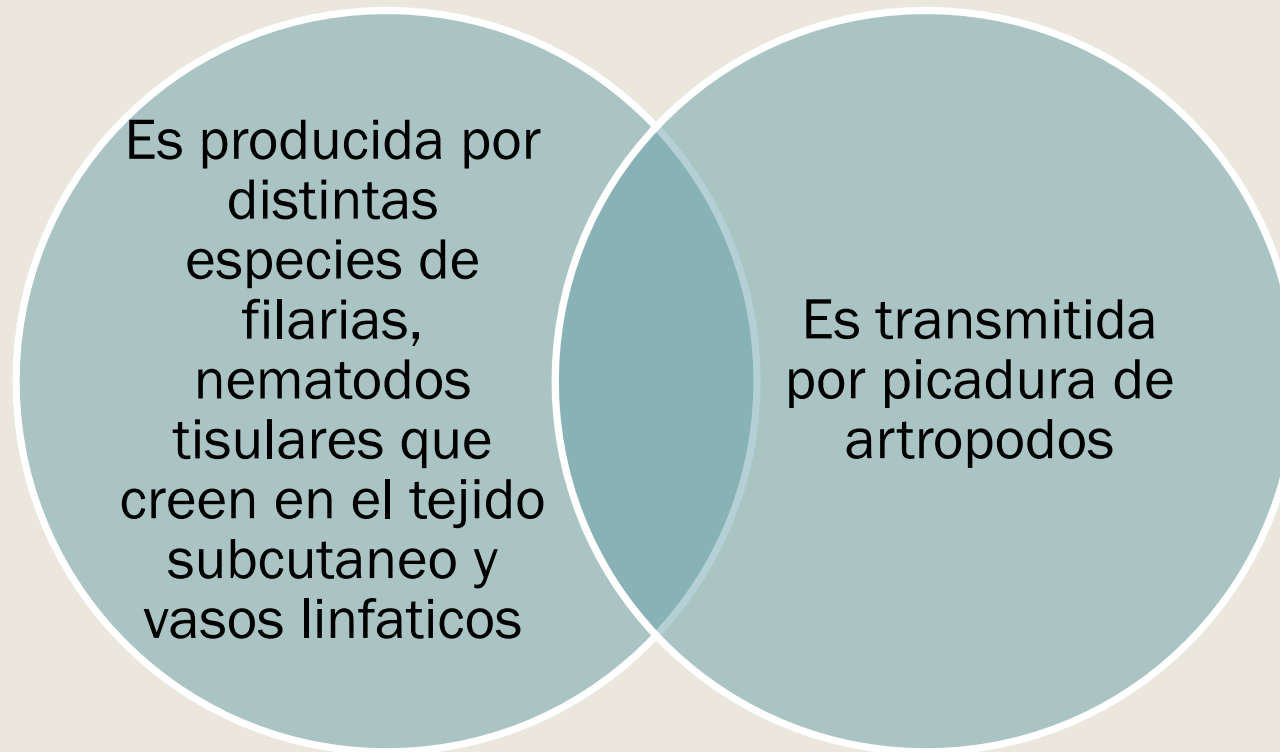 Es producida por
distintas
especies de
filarias,
nematodos
tisulares que
creen en el tejido
subcutaneo y
vasos linfaticos
Es transmitida
por picadura de
artropodos